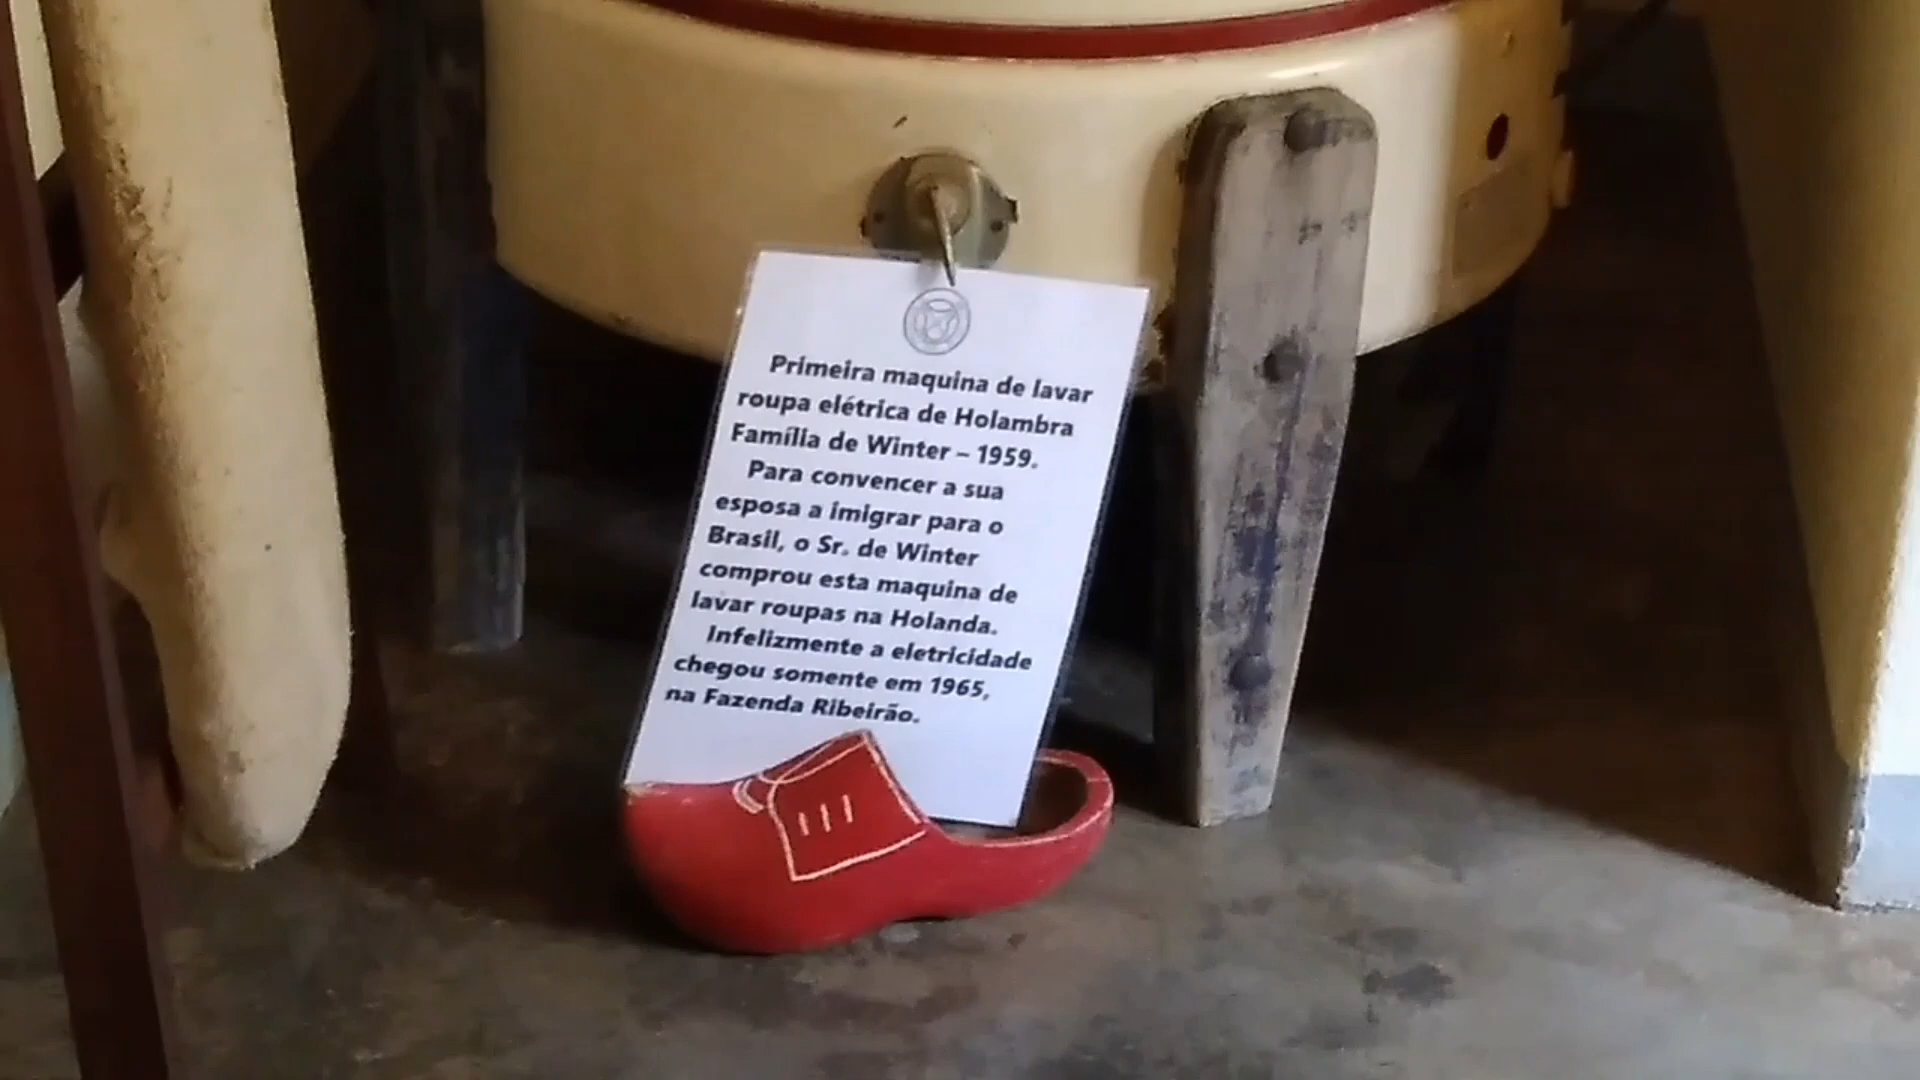 Primeira maquina de lavar
roupa elétrica de Holambra
Família de Winter – 1959.
Para convencer a sua
esposa a imigrar para o
Brasil, o Sr. de Winter
comprou esta maquina de
lavar roupas na Holanda.
Infelizmente a eletricidade
chegou somente em 1965,
na Fazenda Ribeirão.